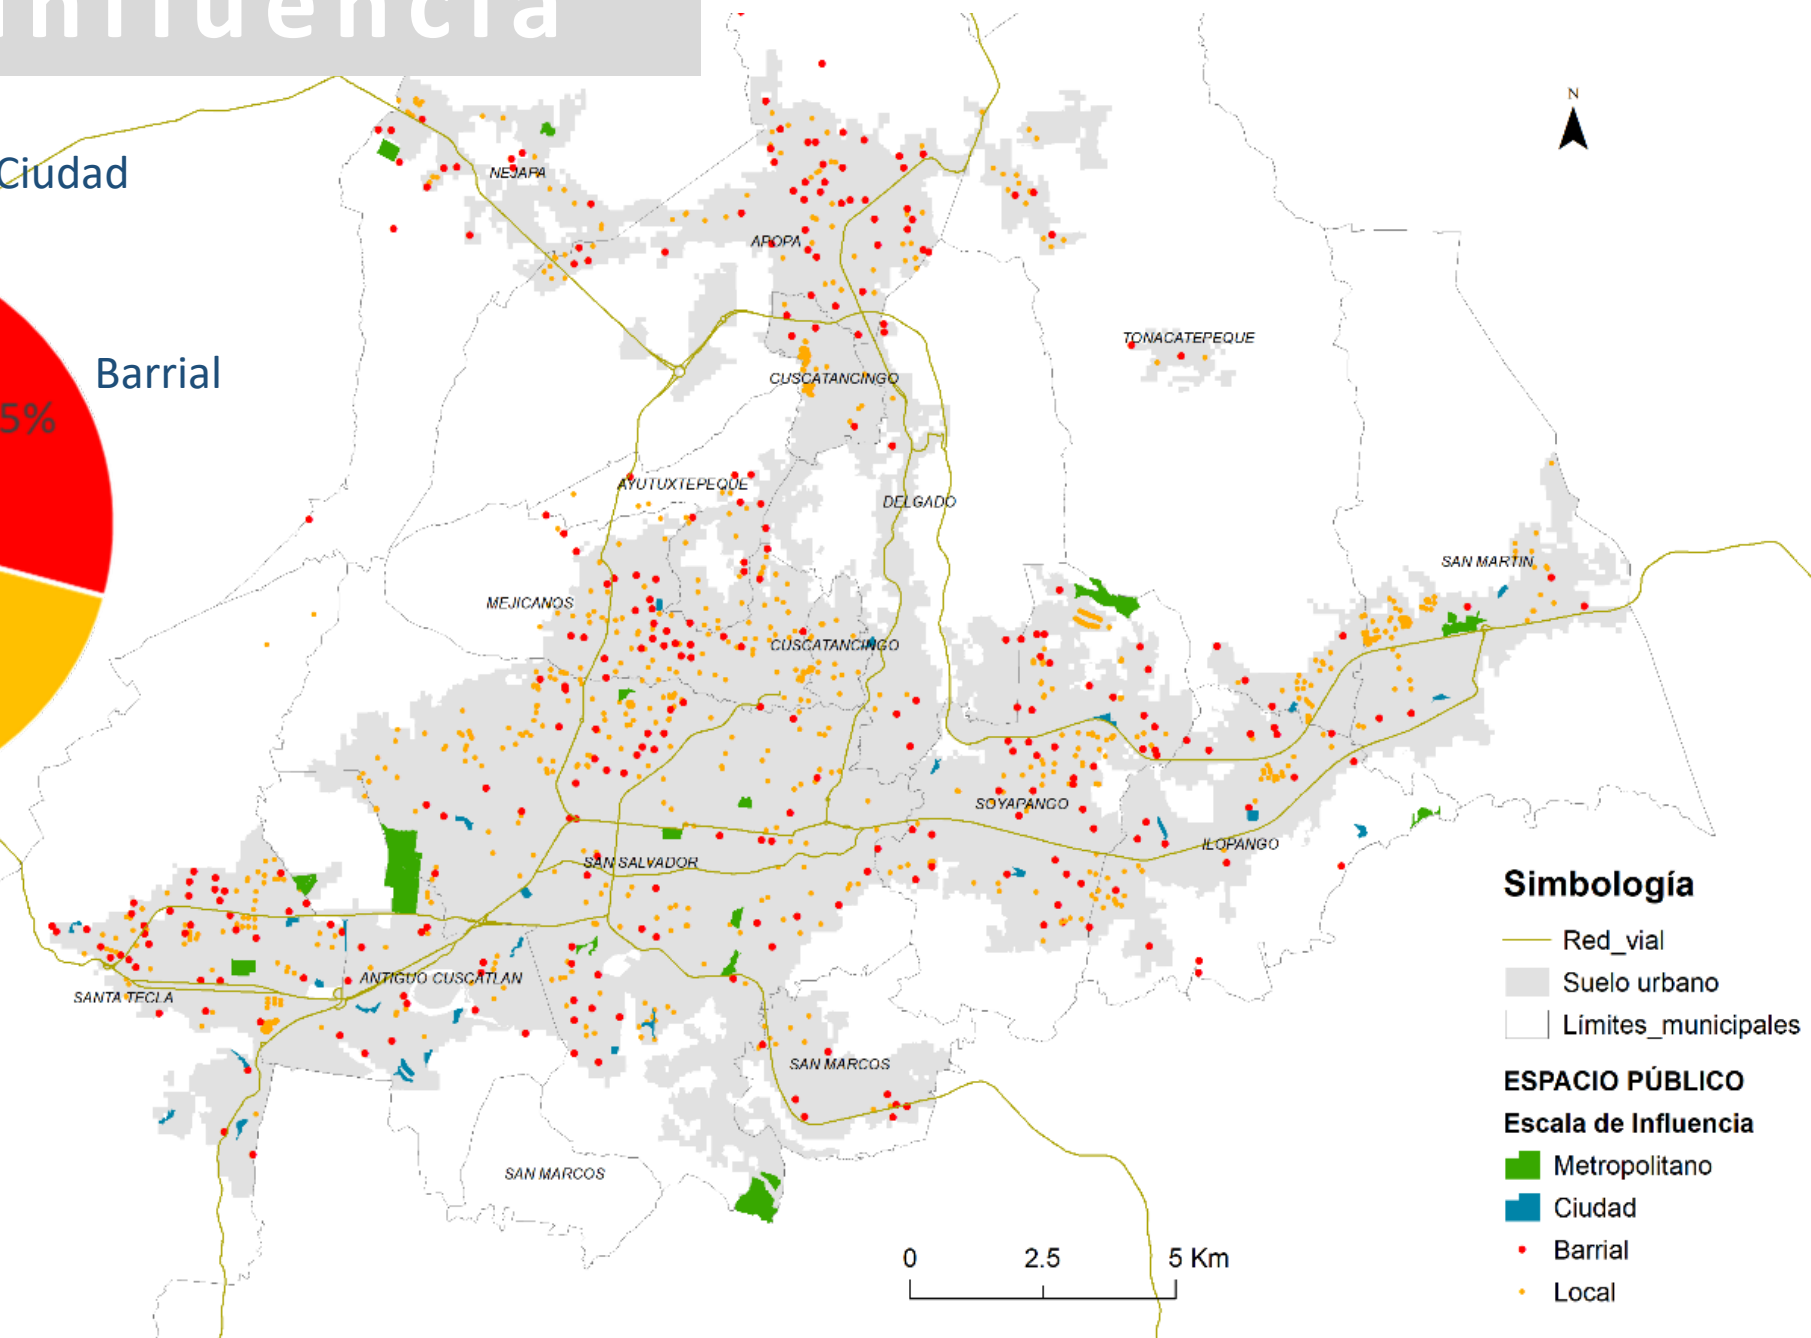 Ciudad
Barrial
5%
N
NEJAPA
APOPA
TONACATEPEQUE
CUSCATANCINGO
AYUTUXTEPEQUE
DELGADO
SAN MARTIN
MEJICANOS
CUSCATANCINGO
SOYAPANGO
ILOPANGO
SAN SALVADOR
ANTIGUO CUSCATLAN
SANTA TECLA
SAN MARCOS
SAN MARCOS
0 2.5 5 Km
Simbología
Red_vial
Suelo urbano
Límites_municipales
ESPACIO PÚBLICO
Escala de Influencia
Metropolitano
Ciudad
Barrial
Local